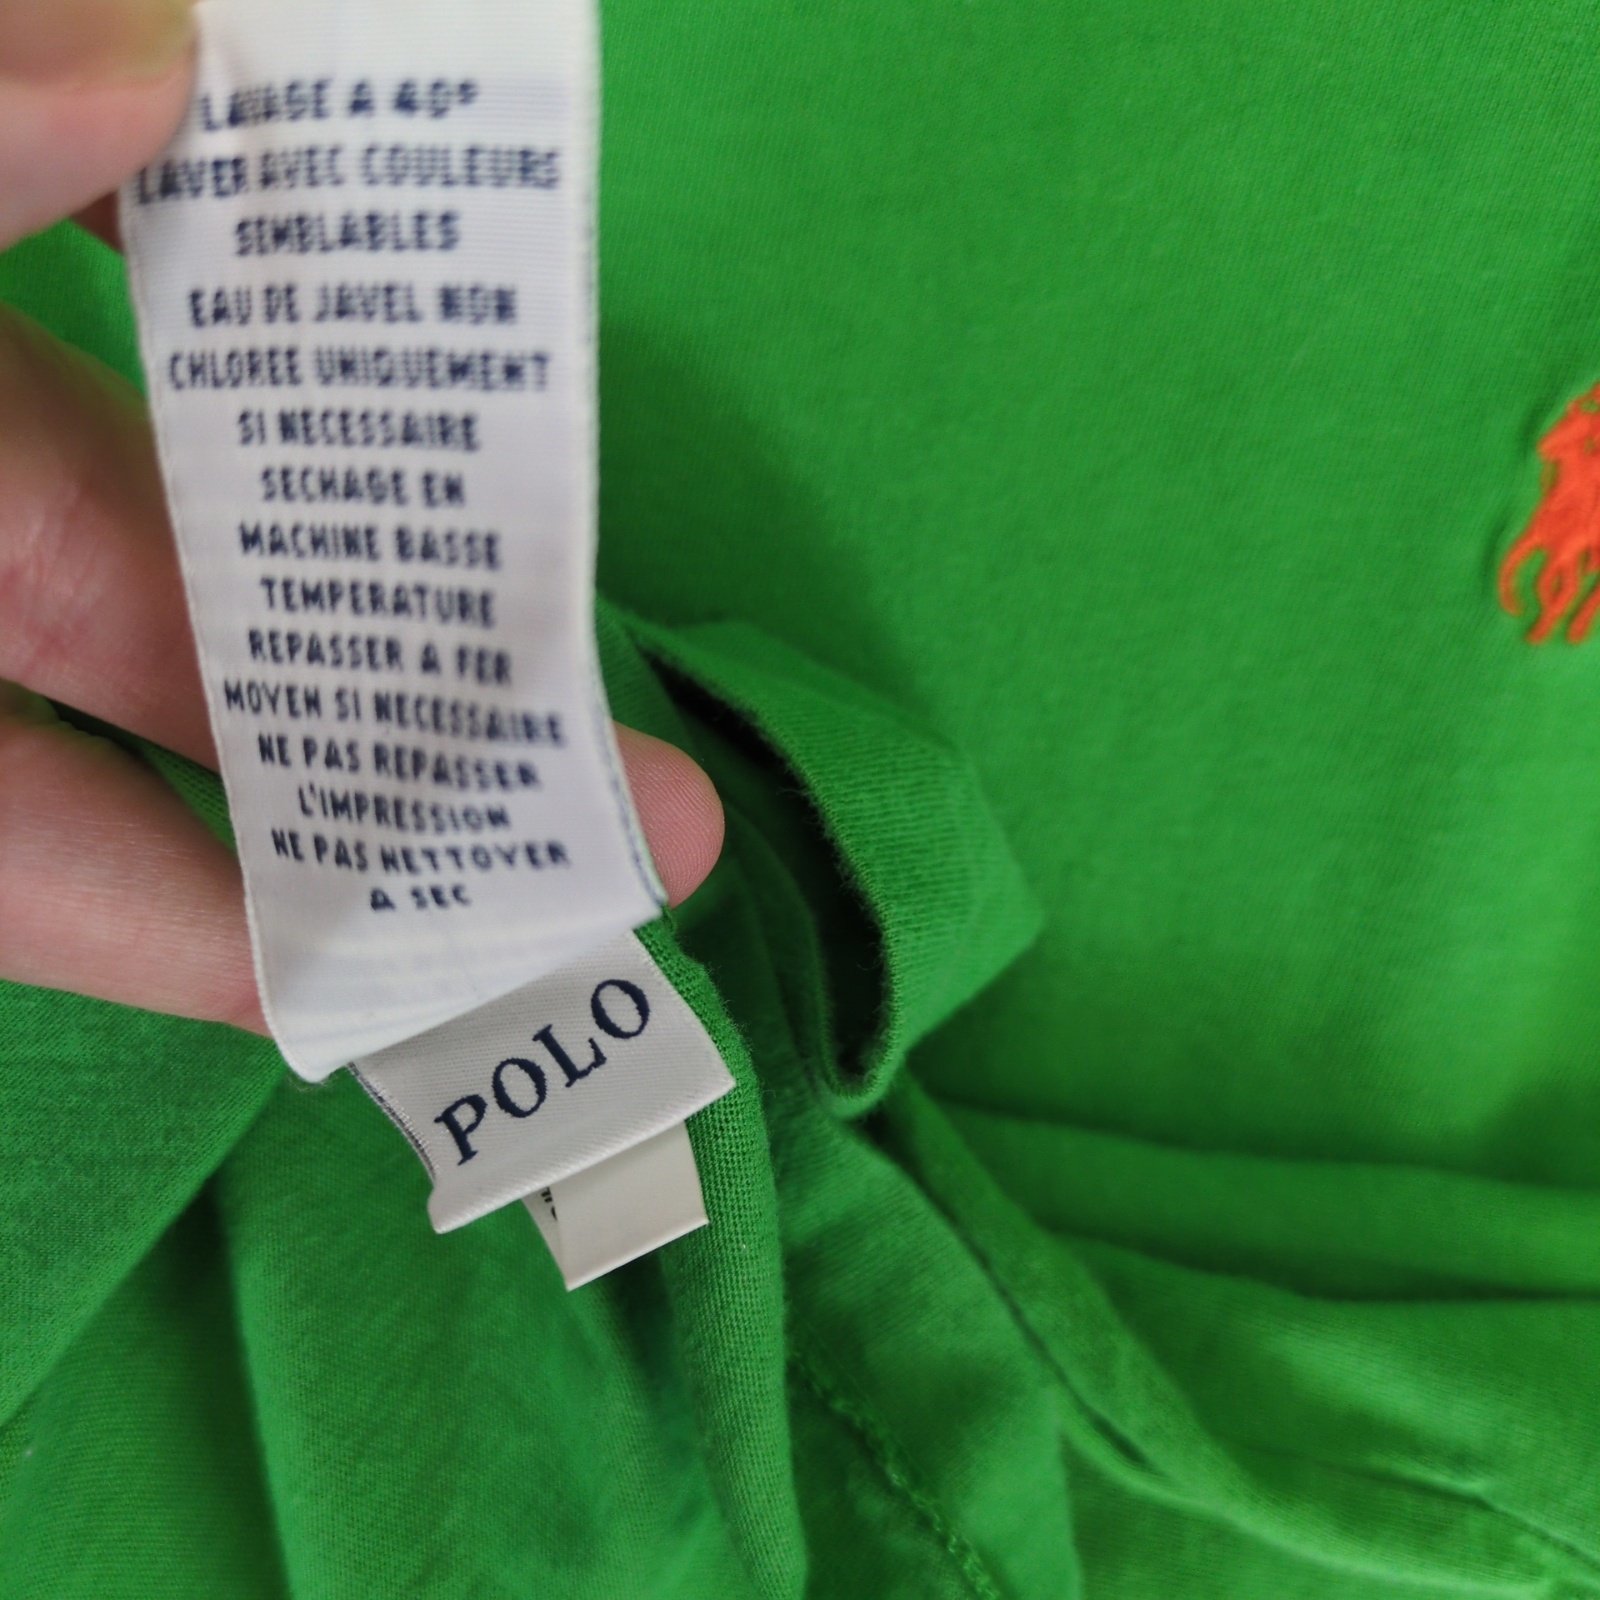 LAVAGE A 40°
LAVER AVEC COULEURS
SEMBLABLES
EAU DE JAVEL NON
CHLOREE UNIQUEMENT
SI NECESSAIRE
SECHAGE EN
MACHINE BASSE
TEMPERATURE
REPASSER A FER
MOYEN SI NECESSAIRE
NE PAS REPASSER
L'IMPRESSION
NE PAS NETTOYER
A SEC
POLO